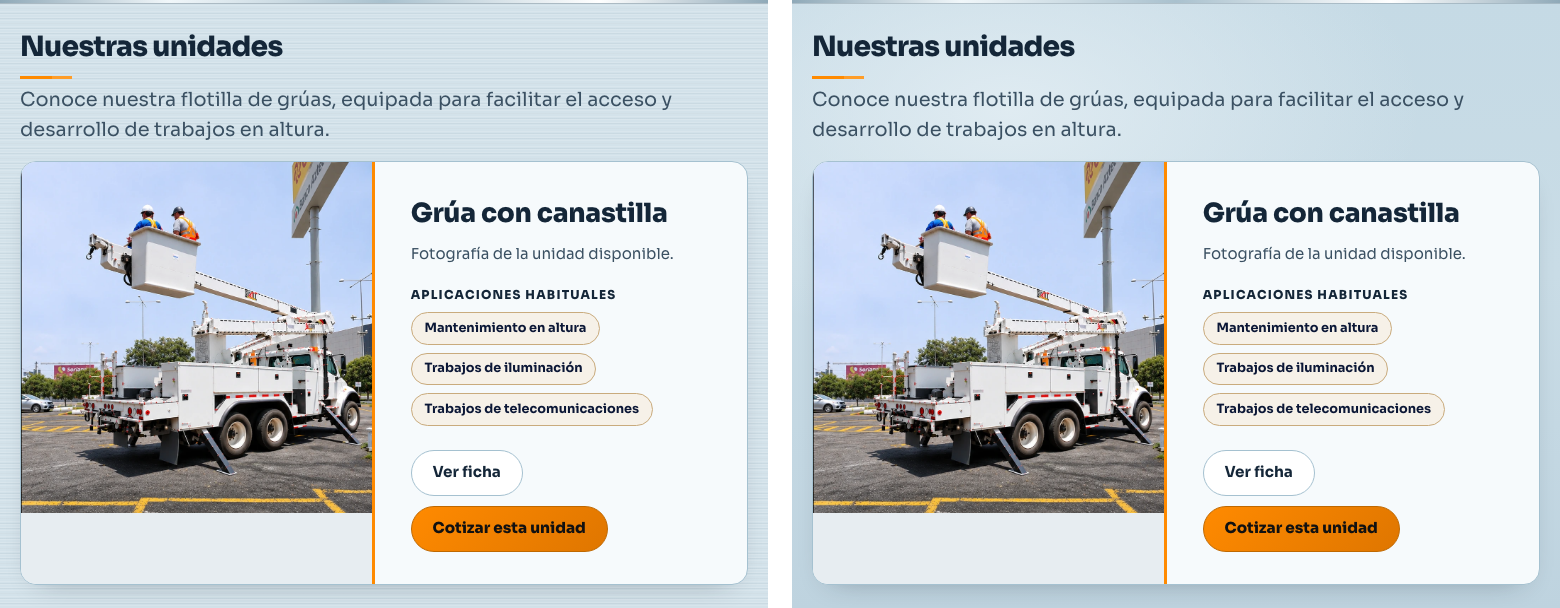 Nuestras unidades
Conoce nuestra flotilla de grúas, equipada para facilitar el acceso y
desarrollo de trabajos en altura.
Grúa con canastilla
Fotografía de la unidad disponible.
APLICACIONES HABITUALES
Mantenimiento en altura
Trabajos de iluminación
Trabajos de telecomunicaciones
Ver ficha
Cotizar esta unidad
Nuestras unidades
Conoce nuestra flotilla de grúas, equipada para facilitar el acceso y
desarrollo de trabajos en altura.
Grúa con canastilla
Fotografía de la unidad disponible.
APLICACIONES HABITUALES
Mantenimiento en altura
Trabajos de iluminación
Trabajos de telecomunicaciones
Ver ficha
Cotizar esta unidad